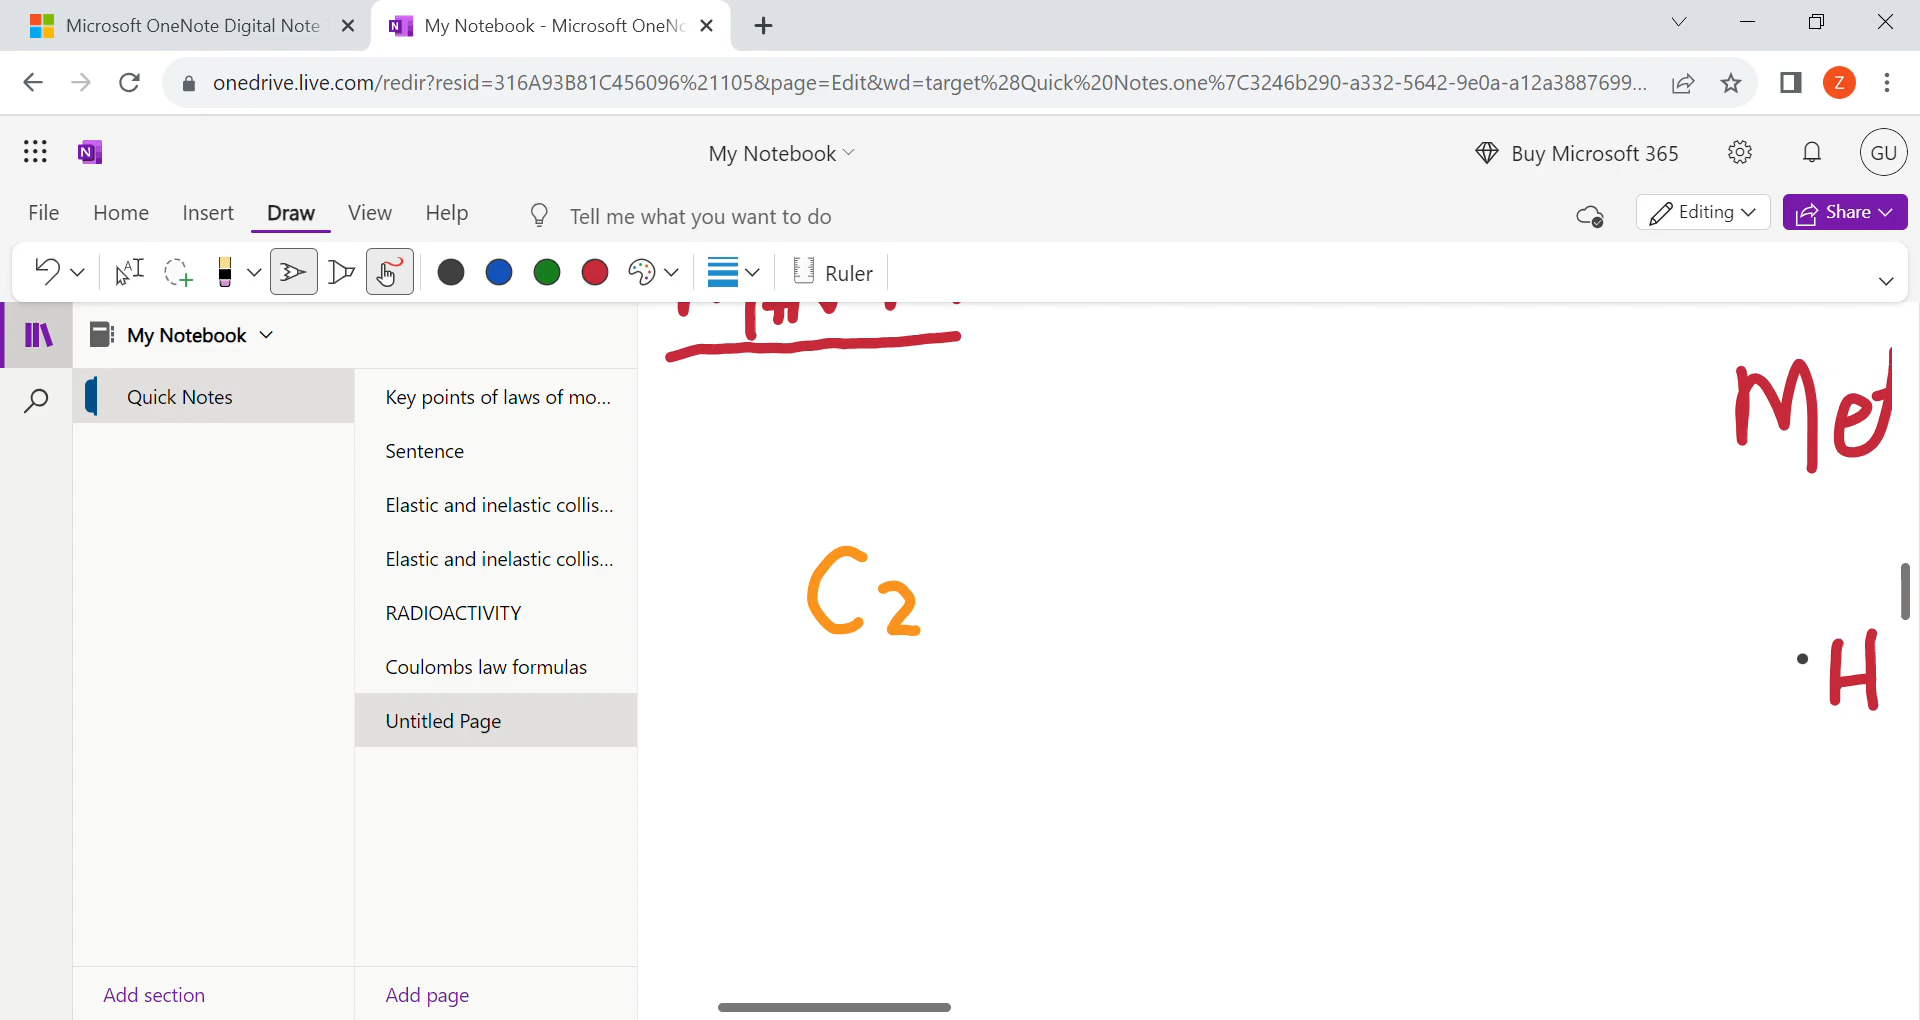 Microsoft OneNote Digital Note
My Notebook - Microsoft OneNo
onedrive.live.com/redir?resid=316A93B81C456096%21105&page=Edit&wd=target%28Quick%20Notes.one%7C3246b290-a332-5642-9e0a-a12a3887699...
Z
My Notebook
Buy Microsoft 365
GU
File Home Insert Draw View Help Tell me what you want to do
Editing Share
Ruler
My Notebook
Quick Notes
Key points of laws of mo...
Sentence
Elastic and inelastic collis...
Elastic and inelastic collis...
RADIOACTIVITY
Coulombs law formulas
Untitled Page
Add section
Add page
Met
C2
H